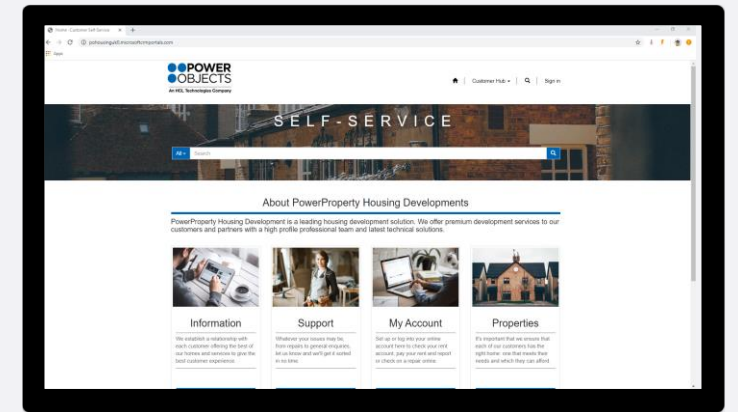 Home · Customer Self Service
pohousinguk0.microsoftcrmportals.com
Apps
POWER
OBJECTS
An HCL Technologies Company
Customer Hub
Sign in
SELF-SERVICE
All
Search
About PowerProperty Housing Developments
PowerProperty Housing Development is a leading housing development solution. We offer premium development services to our
customers and partners with a high profile professional team and latest technical solutions.
Information
We establish a relationship with
each customer offering the best of
our homes and services to give the
best customer experience.
Support
Whatever your issues may be,
from repairs to general enquiries,
let us know and we'll get it sorted
in no time.
My Account
Set up or log into your online
account here to check your rent
account, pay your rent and report
or check on a repair online.
Properties
It's important that we ensure that
each of our customers has the
right home: one that meets their
needs and which they can afford.